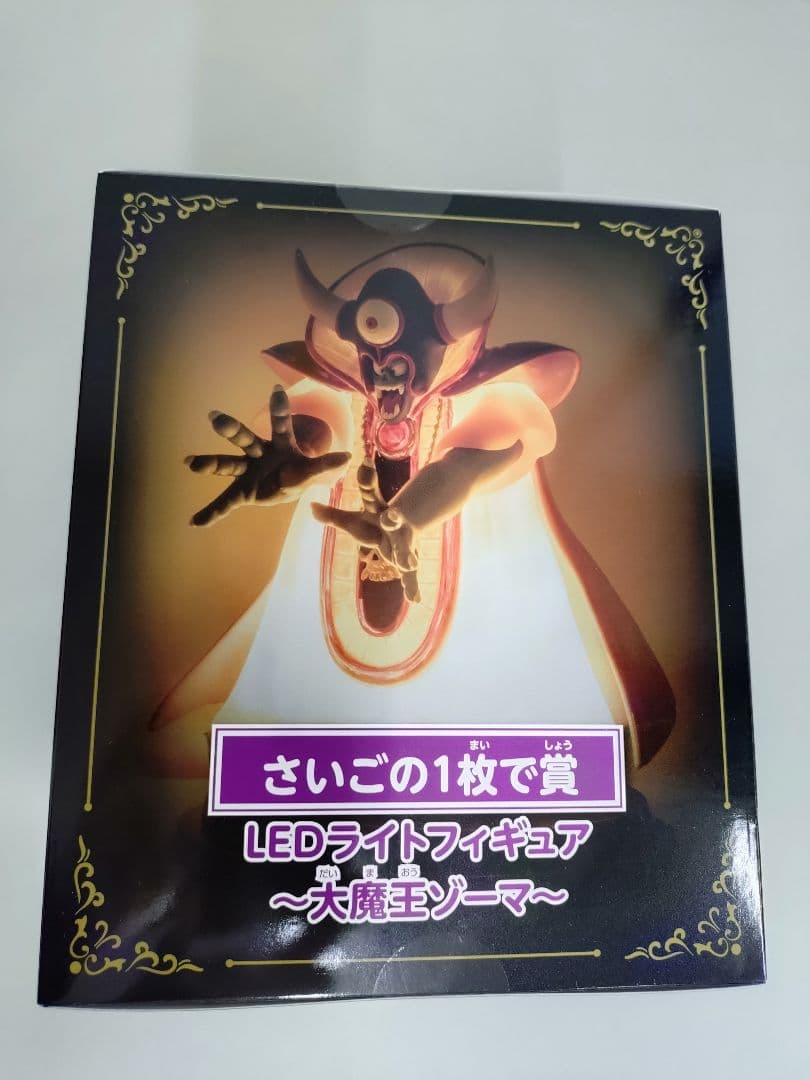 さいごの1枚で賞
LEDライトフィギュア
～大魔王ゾーマ～